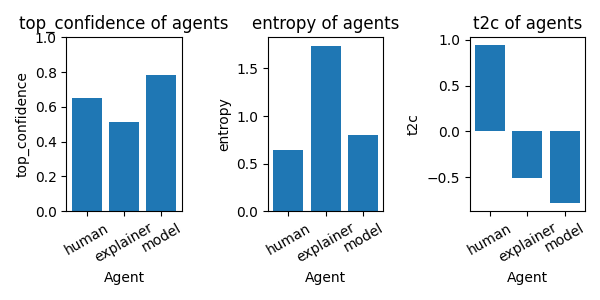 top_confidence of agents
top_confidence
1.0
0.8
0.6
0.4
0.2
0.0
human
explainer
model
Agent
entropy of agents
entropy
1.5
1.0
0.5
0.0
human
explainer
model
Agent
t2c of agents
t2c
1.0
0.5
0.0
−0.5
human
explainer
model
Agent